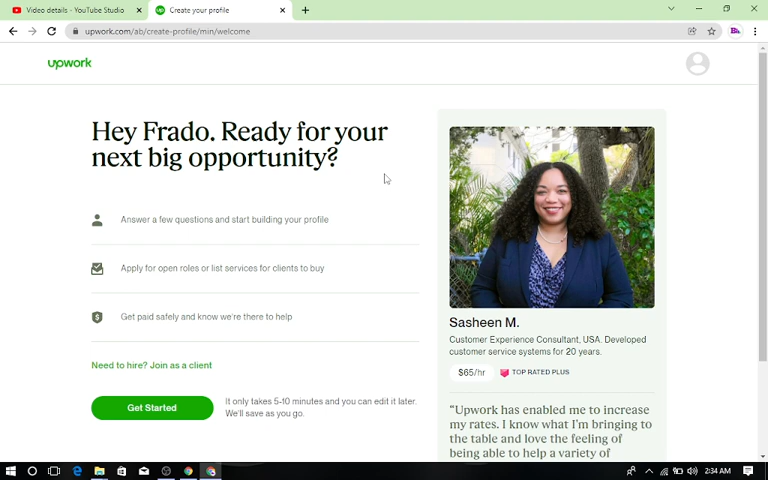 Video details - YouTube Studio
Create your profile
upwork.com/ab/create-profile/min/welcome
upwork
Hey Frado. Ready for your
next big opportunity?
Answer a few questions and start building your profile
Apply for open roles or list services for clients to buy
Get paid safely and know we're there to help
Need to hire? Join as a client
Get Started
It only takes 5-10 minutes and you can edit it later.
We'll save as you go.
Sasheen M.
Customer Experience Consultant, USA. Developed
customer service systems for 20 years.
$65/hr
TOP RATED PLUS
“Upwork has enabled me to increase
my rates. I know what I'm bringing to
the table and love the feeling of
being able to help a variety of
2:34 AM